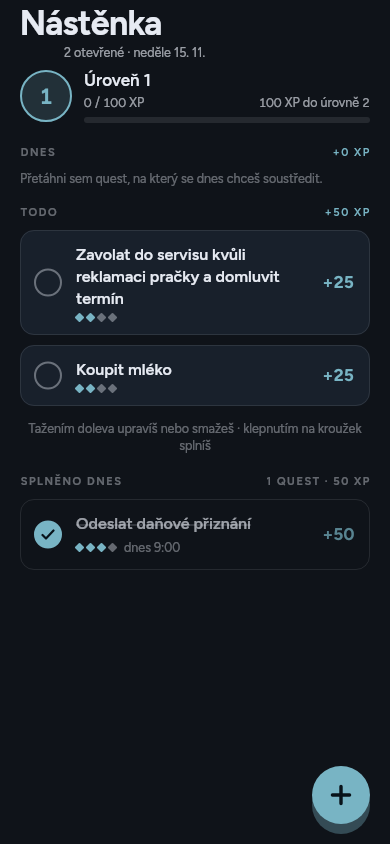 Nástěnka
2 otevřené · neděle 15. 11.
1
Úroveň 1
0 / 100 XP
100 XP do úrovně 2
DNES
+0 XP
Přetáhni sem quest, na který se dnes chceš soustředit.
TODO
+50 XP
Zavolat do servisu kvůli
reklamaci pračky a domluvit
termín
+25
Koupit mléko
+25
Tažením doleva upravíš nebo smažeš · klepnutím na kroužek
splníš
SPLNĚNO DNES
1 QUEST · 50 XP
Odeslat daňové přiznání
dnes 9:00
+50